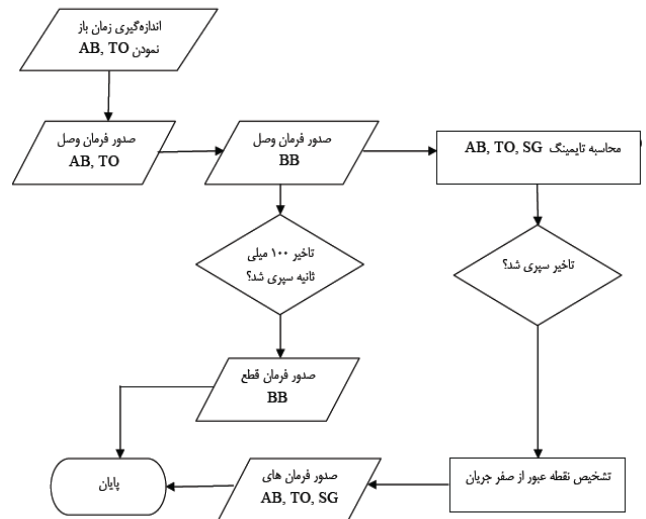 اندازه‌گیری زمان باز
نمودن AB, TO
صدور فرمان وصل
AB, TO
صدور فرمان وصل
BB
محاسبه تایمینگ AB, TO, SG
تاخیر ۱۰۰ میلی
ثانیه سپری شد؟
تاخیر سپری شد؟
صدور فرمان قطع
BB
تشخیص نقطه عبور از صفر جریان
صدور فرمان های
AB, TO, SG
پایان